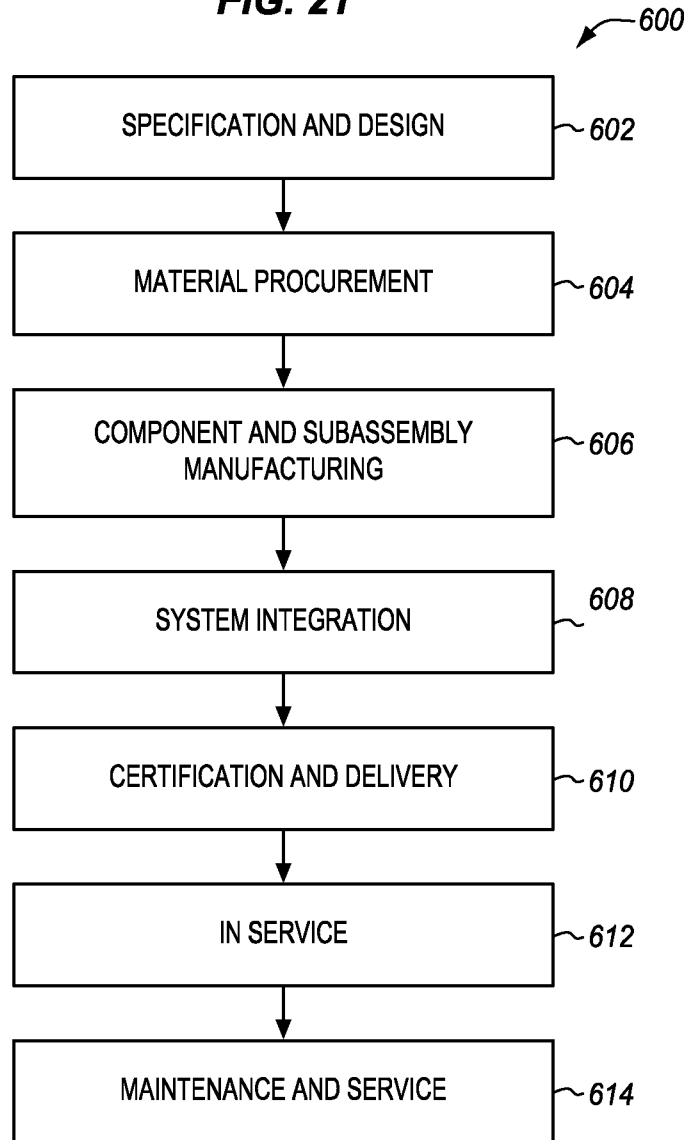 FIG. 21
600
SPECIFICATION AND DESIGN
602
MATERIAL PROCUREMENT
604
COMPONENT AND SUBASSEMBLY
MANUFACTURING
606
SYSTEM INTEGRATION
608
CERTIFICATION AND DELIVERY
610
IN SERVICE
612
MAINTENANCE AND SERVICE
614